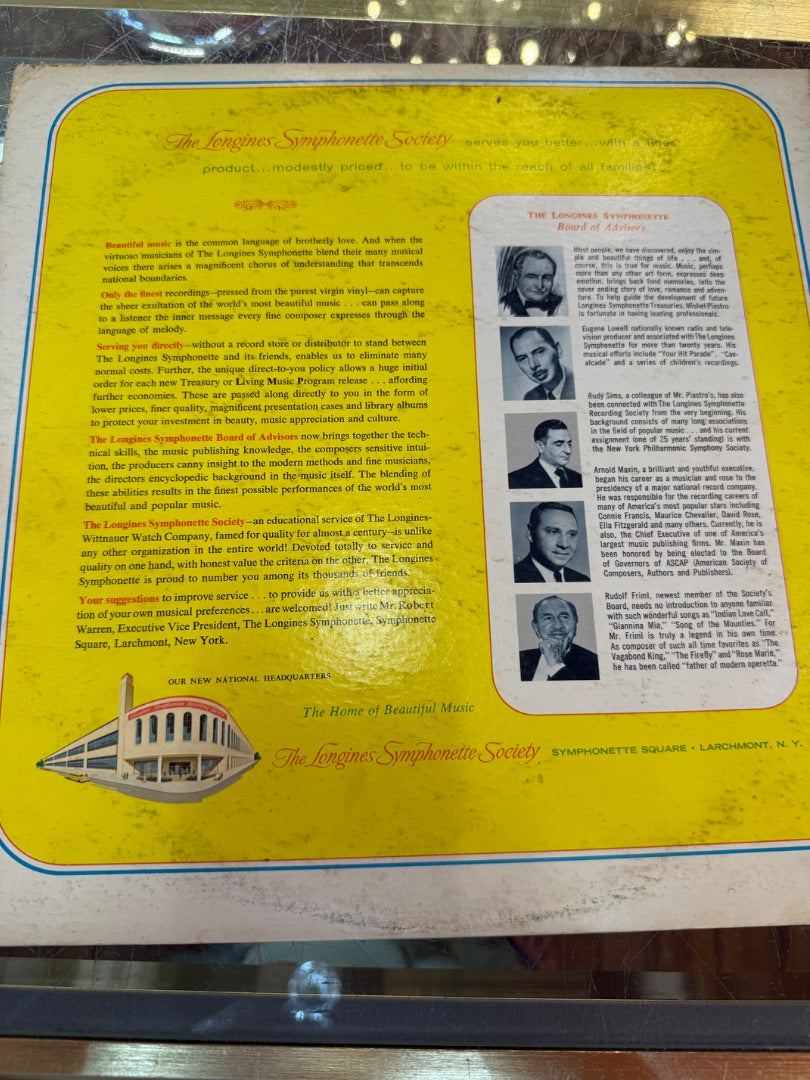 The Longines Symphonette Society serves you better...with a finer
product...modestly priced...to be within the reach of all families!
Beautiful music is the common language of brotherly love. And when the
virtuoso musicians of The Longines Symphonette blend their many musical
voices there arises a magnificent chorus of understanding that transcends
national boundaries.
Only the finest recordings—pressed from the purest virgin vinyl—can capture
the sheer exultation of the world's most beautiful music . . . can pass along
to a listener the inner message every fine composer expresses through the
language of melody.
Serving you directly—without a record store or distributor to stand between
The Longines Symphonette and its friends, enables us to eliminate many
normal costs. Further, the unique direct-to-you policy allows a huge initial
order for each new Treasury or Living Music Program release . . . affording
further economies. These are passed along directly to you in the form of
lower prices, finer quality, magnificent presentation cases and library albums
to protect your investment in beauty, music appreciation and culture.
The Longines Symphonette Board of Advisors now brings together the tech-
nical skills, the music publishing knowledge, the composers sensitive intui-
tion, the producers canny insight to the modern methods and fine musicians,
the directors encyclopedic background in the music itself. The blending of
these abilities results in the finest possible performances of the world's most
beautiful and popular music.
The Longines Symphonette Society—an educational service of The Longines-
Wittnauer Watch Company, famed for quality for almost a century—is unlike
any other organization in the entire world! Devoted totally to service and
quality on one hand, with honest value the criteria on the other, The Longines
Symphonette is proud to number you among its thousands of friends.
Your suggestions to improve service . . . to provide us with a better apprecia-
tion of your own musical preferences . . . are welcomed! Just write Mr. Robert
Warren, Executive Vice President, The Longines Symphonette, Symphonette
Square, Larchmont, New York.
OUR NEW NATIONAL HEADQUARTERS
The Home of Beautiful Music
The Longines Symphonette Society SYMPHONETTE SQUARE • LARCHMONT, N. Y.
THE LONGINES SYMPHONETTE
Board of Advisors
Most people, we have discovered, enjoy the sim-
ple and beautiful things of life . . . and, of
course, this is true for music. Music, perhaps
more than any other art form, expresses deep
emotion, brings back fond memories, tells the
never ending story of love, romance and adven-
ture. To help guide the development of future
Longines Symphonette Treasuries, Mishel Piastro
is fortunate in having leading professionals.
Eugene Lowell nationally known radio and tele-
vision producer and associated with The Longines
Symphonette for more than twenty years. His
musical efforts include "Your Hit Parade", "Cav-
alcade" and a series of children's recordings.
Rudy Sims, a colleague of Mr. Piastro's, has also
been connected with The Longines Symphonette
Recording Society from the very beginning. His
background consists of many long associations
in the field of popular music . . . and his current
assignment (one of 25 years' standing) is with
the New York Philharmonic Symphony Society.
Arnold Maxin, a brilliant and youthful executive,
began his career as a musician and rose to the
presidency of a major national record company.
He was responsible for the recording careers of
many of America's most popular stars including
Connie Francis, Maurice Chevalier, David Rose,
Ella Fitzgerald and many others. Currently, he is
also, the Chief Executive of one of America's
largest music publishing firms. Mr. Maxin has
been honored by being elected to the Board
of Governors of ASCAP (American Society of
Composers, Authors and Publishers).
Rudolf Friml, newest member of the Society's
Board, needs no introduction to anyone familiar
with such wonderful songs as "Indian Love Call,"
"Giannina Mia," "Song of the Mounties." For
Mr. Friml is truly a legend in his own time.
As composer of such all time favorites as "The
Vagabond King," "The Firefly" and "Rose Marie,"
he has been called "father of modern operetta."